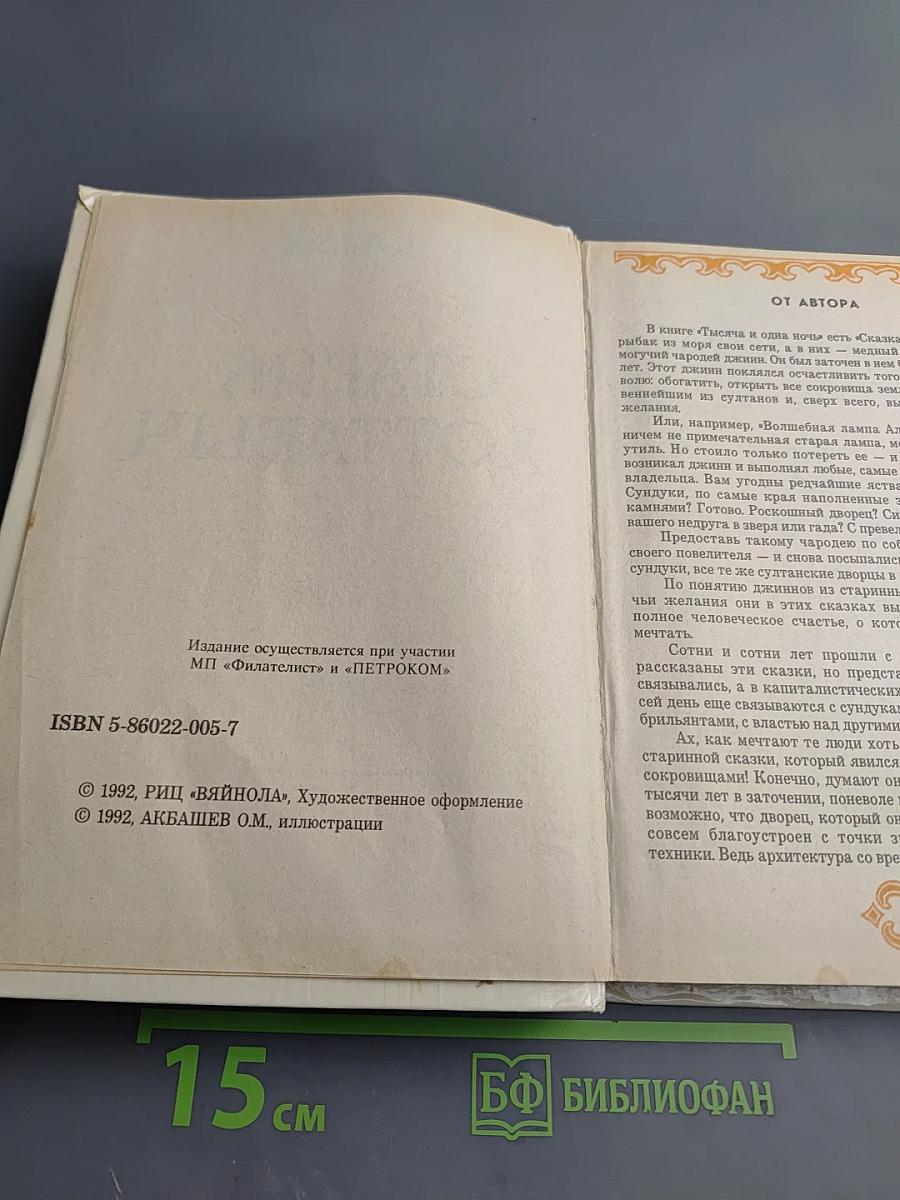 Издание осуществляется при участии
МП «Филателист» и «ПЕТРОКОМ»
ISBN 5-86022-005-7
© 1992, РИЦ «ВЯЙНОЛА», Художественное оформление
© 1992, АКБАШЕВ О.М., иллюстрации
ОТ АВТОРА
В книге «Тысяча и одна ночь» есть «Сказка
рыбак из моря свои сети, а в них — медный
могучий чародей джинн. Он был заточен в нем
лет. Этот джинн поклялся осчастливить того
волю: обогатить, открыть все сокровища
веннейшим из султанов и, сверх всего,
желания.
Или, например, «Волшебная лампа
ничем не примечательная старая лампа,
утиль. Но стоило только потереть ее — и
возникал джинн и выполнял любые, самые
владельца. Вам угодны редчайшие яства
Сундуки, по самые края наполненные
камнями? Готово. Роскошный дворец?
вашего недруга в зверя или гада? С
Предоставь такому чародею по
своего повелителя — и снова посыпались
сундуки, все те же султанские дворцы в
По понятию джиннов из старинны
чьи желания они в этих сказках
полное человеческое счастье, о
мечтать.
Сотни и сотни лет прошли с
рассказаны эти сказки, но
связывались, а в капиталистических
сей день еще связываются с
брильянтами, с властью над другими
Ах, как мечтают те люди хоть
старинной сказки, который явился
сокровищами! Конечно, думают
тысячи лет в заточении, поневоле
возможно, что дворец, который
совсем благоустроен с точки
техники. Ведь архитектура со
15 см
БФ БИБЛИОФАН